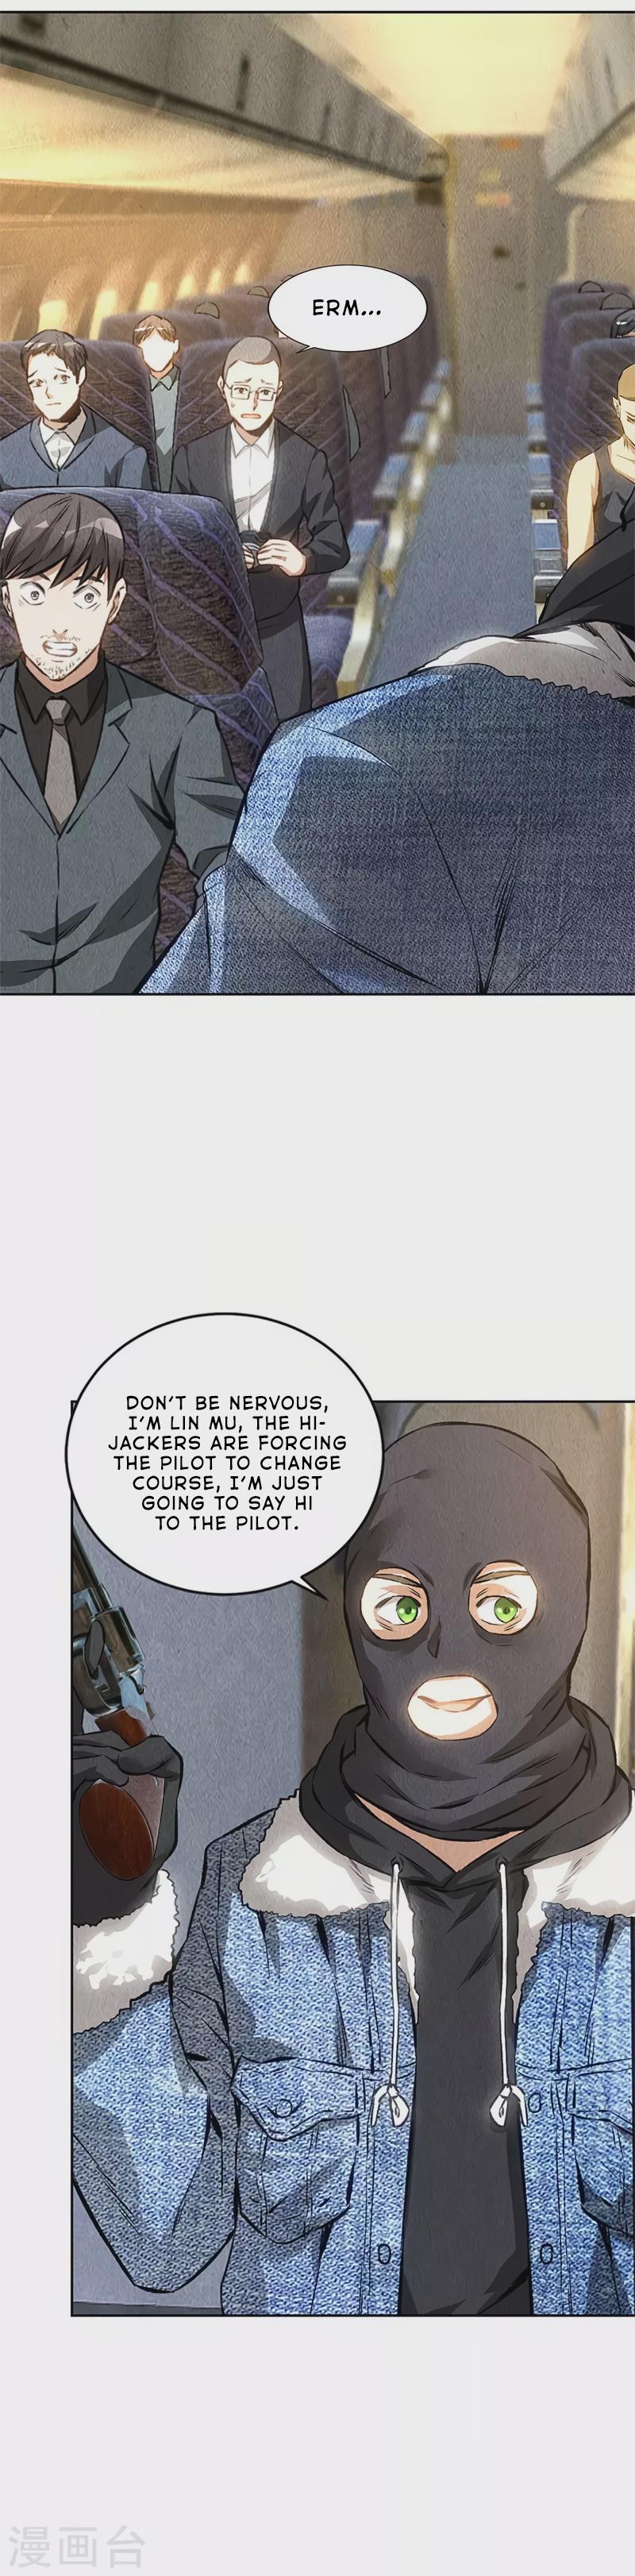 ERM...
DON'T BE NERVOUS,
I'M LIN MU, THE HI-
JACKERS ARE FORCING
THE PILOT TO CHANGE
COURSE, I'M JUST
GOING TO SAY HI
TO THE PILOT.
漫画台